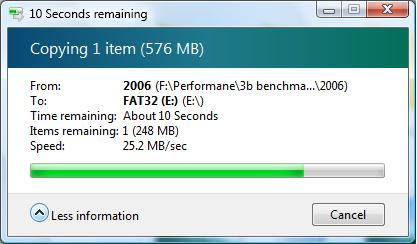 10 Seconds remaining
Copying 1 item (576 MB)
From: 2006 (F:\Performane\3b benchma...\2006)
To: FAT32 (E:) (E:\)
Time remaining: About 10 Seconds
Items remaining: 1 (248 MB)
Speed: 25.2 MB/sec
Less information
Cancel